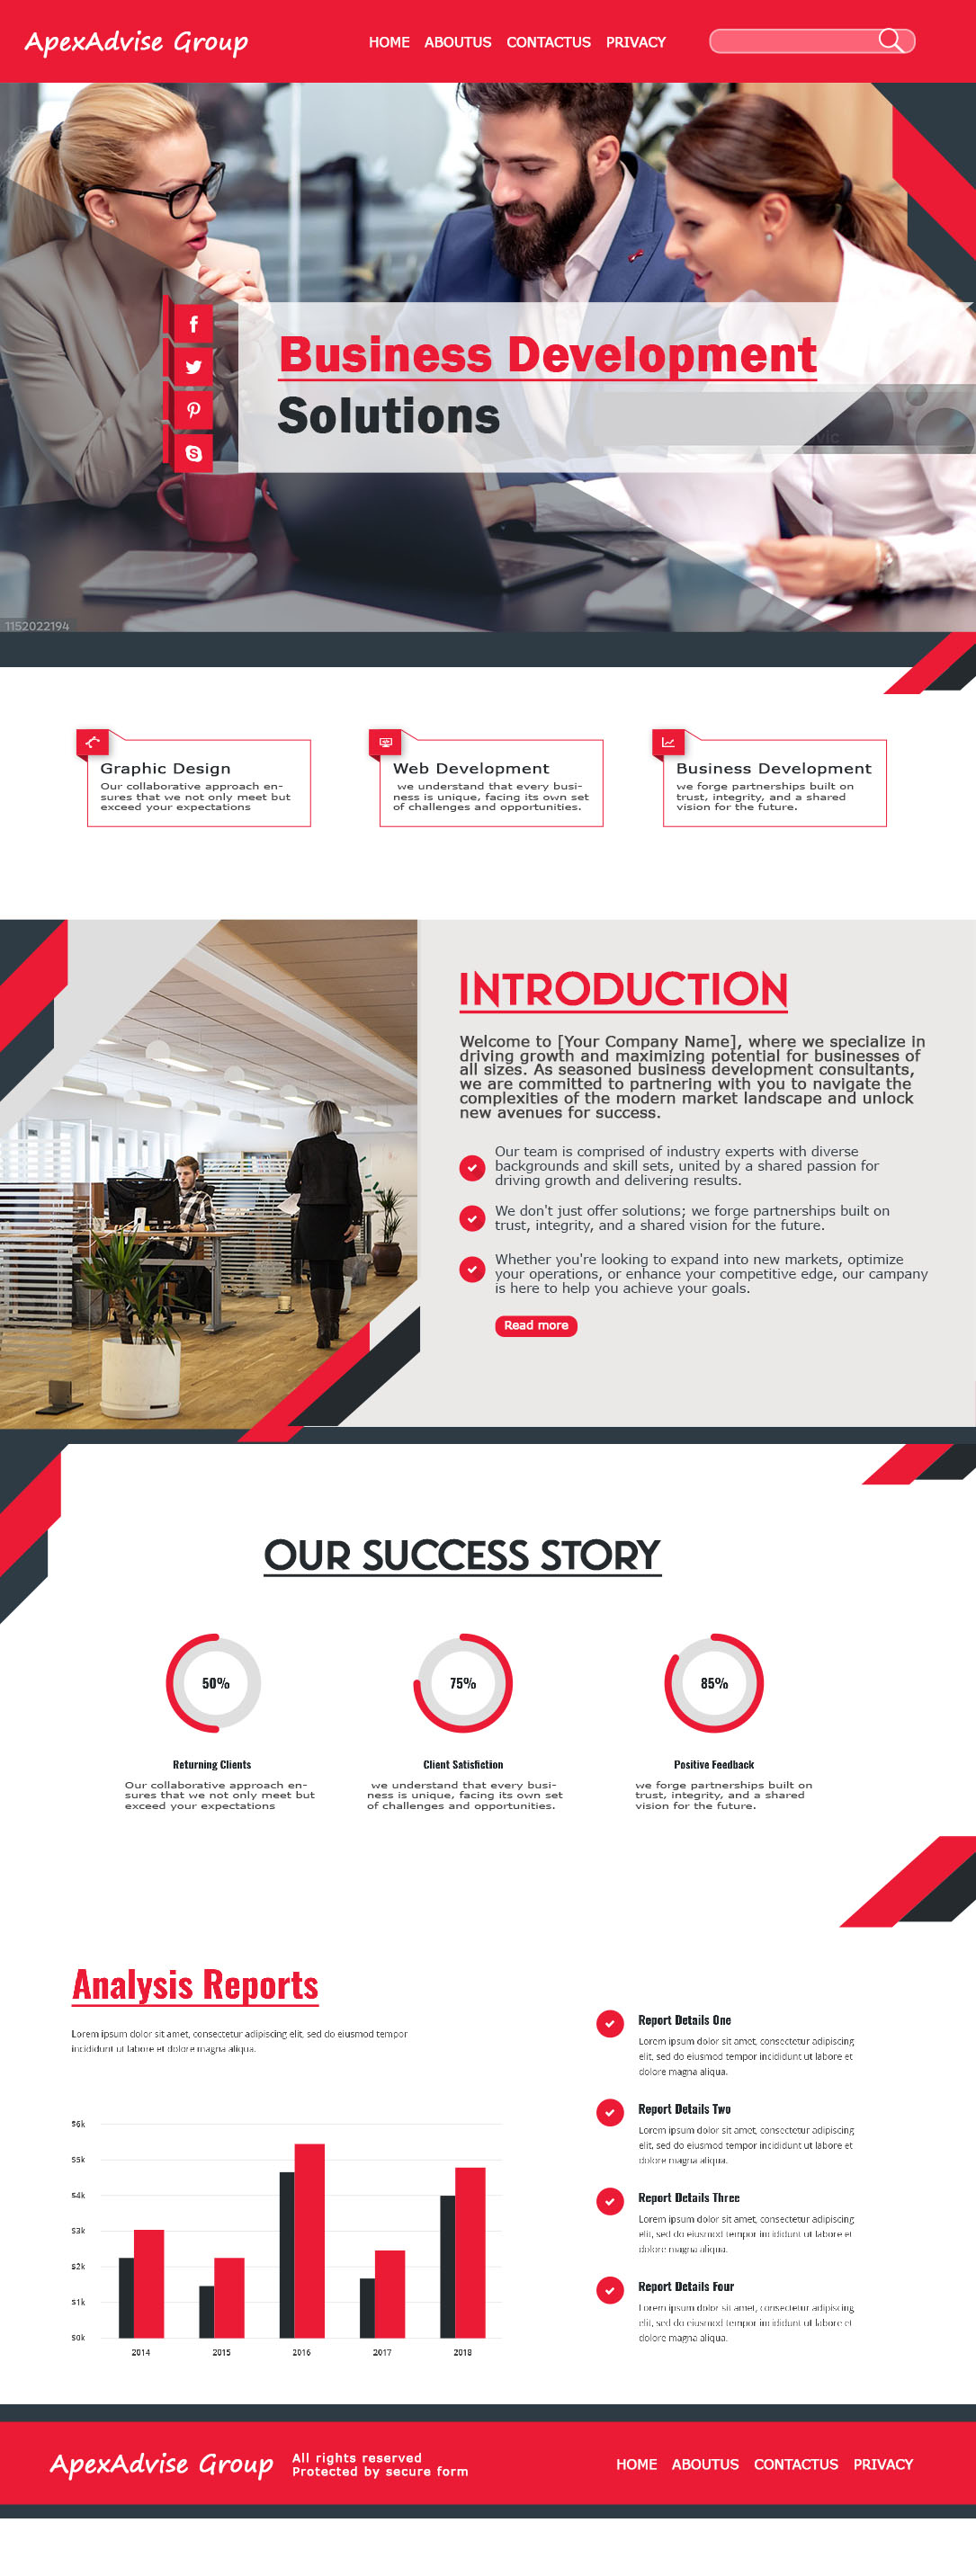 ApexAdvise Group
HOME ABOUTUS CONTACTUS PRIVACY
Business Development
Solutions
vic
1152022194
Graphic Design
Our collaborative approach en-
sures that we not only meet but
exceed your expectations
Web Development
we understand that every busi-
ness is unique, facing its own set
of challenges and opportunities.
Business Development
we forge partnerships built on
trust, integrity, and a shared
vision for the future.
INTRODUCTION
Welcome to [Your Company Name], where we specialize in
driving growth and maximizing potential for businesses of
all sizes. As seasoned business development consultants,
we are committed to partnering with you to navigate the
complexities of the modern market landscape and unlock
new avenues for success.
Our team is comprised of industry experts with diverse
backgrounds and skill sets, united by a shared passion for
driving growth and delivering results.
We don't just offer solutions; we forge partnerships built on
trust, integrity, and a shared vision for the future.
Whether you're looking to expand into new markets, optimize
your operations, or enhance your competitive edge, our campany
is here to help you achieve your goals.
Read more
OUR SUCCESS STORY
50%
75%
85%
Returning Clients
Our collaborative approach en-
sures that we not only meet but
exceed your expectations
Client Satisfiction
we understand that every busi-
ness is unique, facing its own set
of challenges and opportunities.
Positive Feedback
we forge partnerships built on
trust, integrity, and a shared
vision for the future.
Analysis Reports
Lorem ipsum dolor sit amet, consectetur adipiscing elit, sed do eiusmod tempor
incididunt ut labore et dolore magna aliqua.
$6k
$5k
$4k
$3k
$2k
$1k
$0k
2014 2015 2016 2017 2018
Report Details One
Lorem ipsum dolor sit amet, consectetur adipiscing
elit, sed do eiusmod tempor incididunt ut labore et
dolore magna aliqua.
Report Details Two
Lorem ipsum dolor sit amet, consectetur adipiscing
elit, sed do eiusmod tempor incididunt ut labore et
dolore magna aliqua.
Report Details Three
Lorem ipsum dolor sit amet, consectetur adipiscing
elit, sed do eiusmod tempor incididunt ut labore et
dolore magna aliqua.
Report Details Four
Lorem ipsum dolor sit amet, consectetur adipiscing
elit, sed do eiusmod tempor incididunt ut labore et
dolore magna aliqua.
ApexAdvise Group
All rights reserved
Protected by secure form
HOME ABOUTUS CONTACTUS PRIVACY